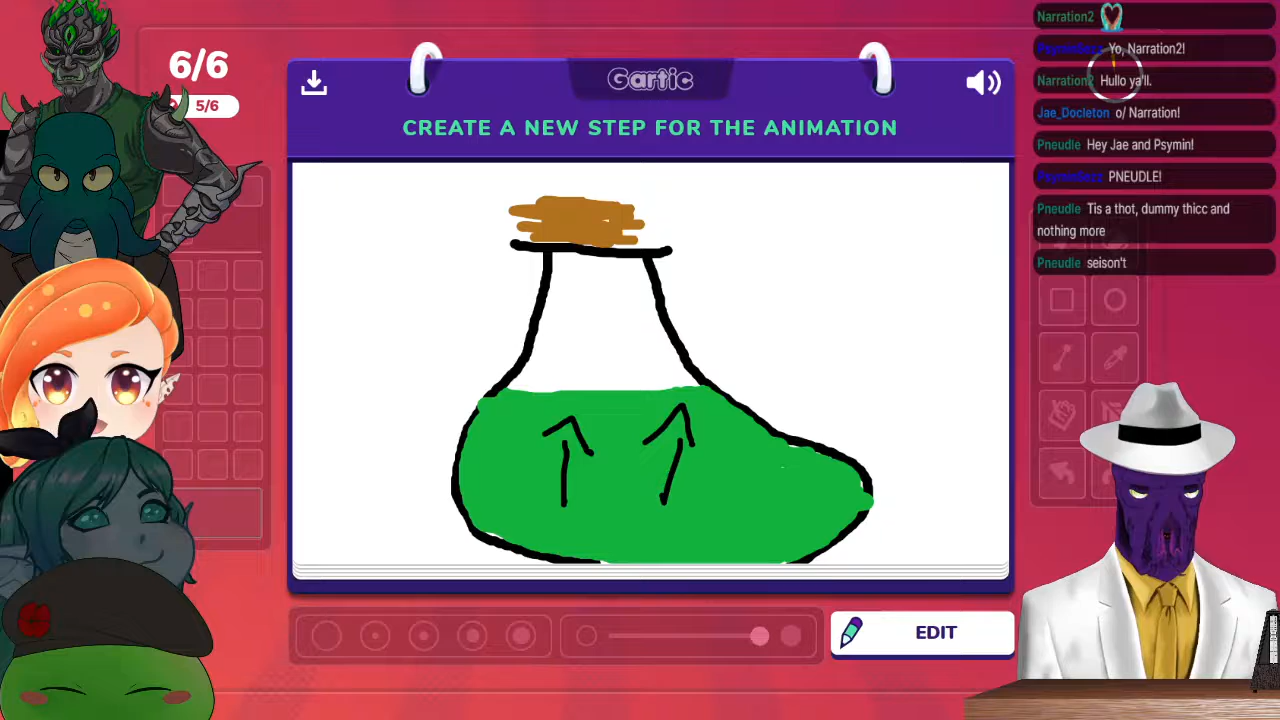 6/6
5/6
Gartic
CREATE A NEW STEP FOR THE ANIMATION
EDIT
Narration2
PsyminBezz Yo, Narration2!
Narration2 Hullo ya'll.
Jae_Docleton o/ Narration!
Pneudle Hey Jae and Psymin!
PNEUDLE!
Pneudle Tis a thot, dummy thicc and
nothing more
Pneudle seison't